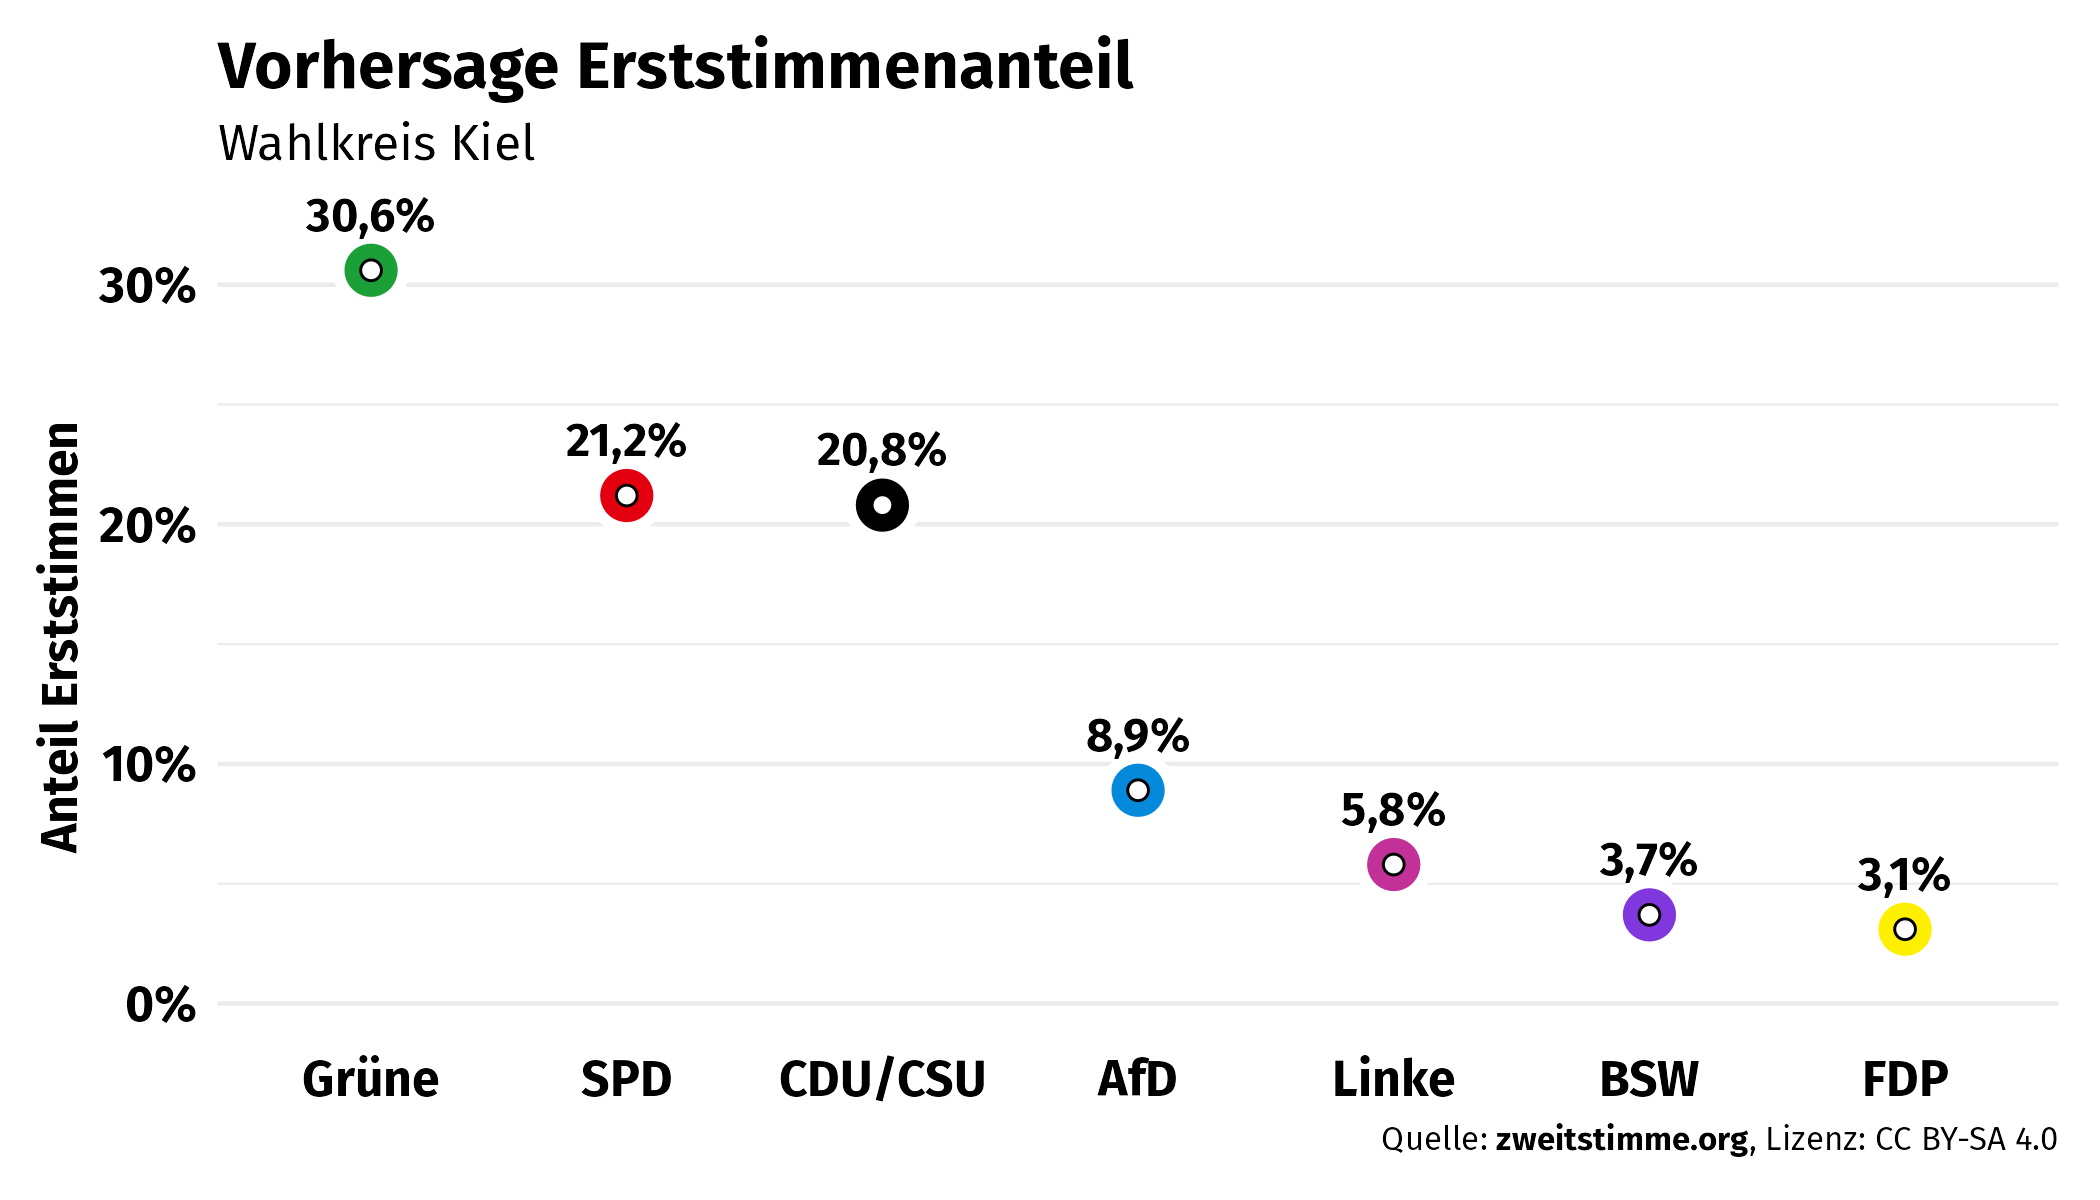 Vorhersage Erststimmenanteil
Wahlkreis Kiel
Anteil Erststimmen
30%
20%
10%
0%
30,6%
21,2%
20,8%
8,9%
5,8%
3,7%
3,1%
Grüne SPD CDU/CSU AfD Linke BSW FDP
Quelle: zweitstimme.org, Lizenz: CC BY-SA 4.0